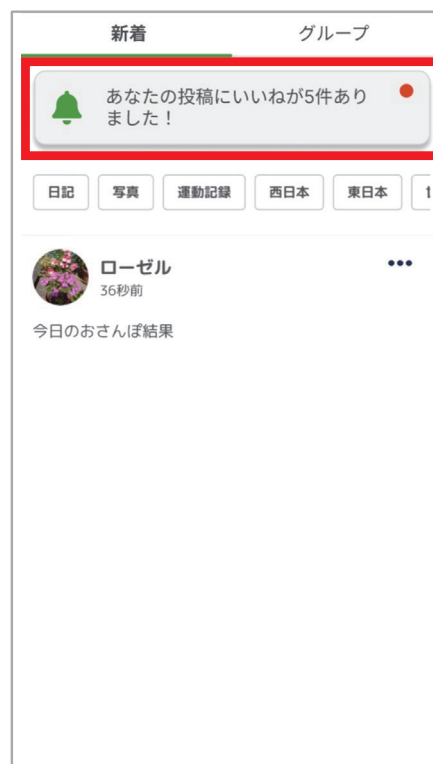 新着 グループ
あなたの投稿にいいねが5件あり
ました！
日記 写真 運動記録 西日本 東日本
ローゼル
36秒前
今日のおさんぽ結果